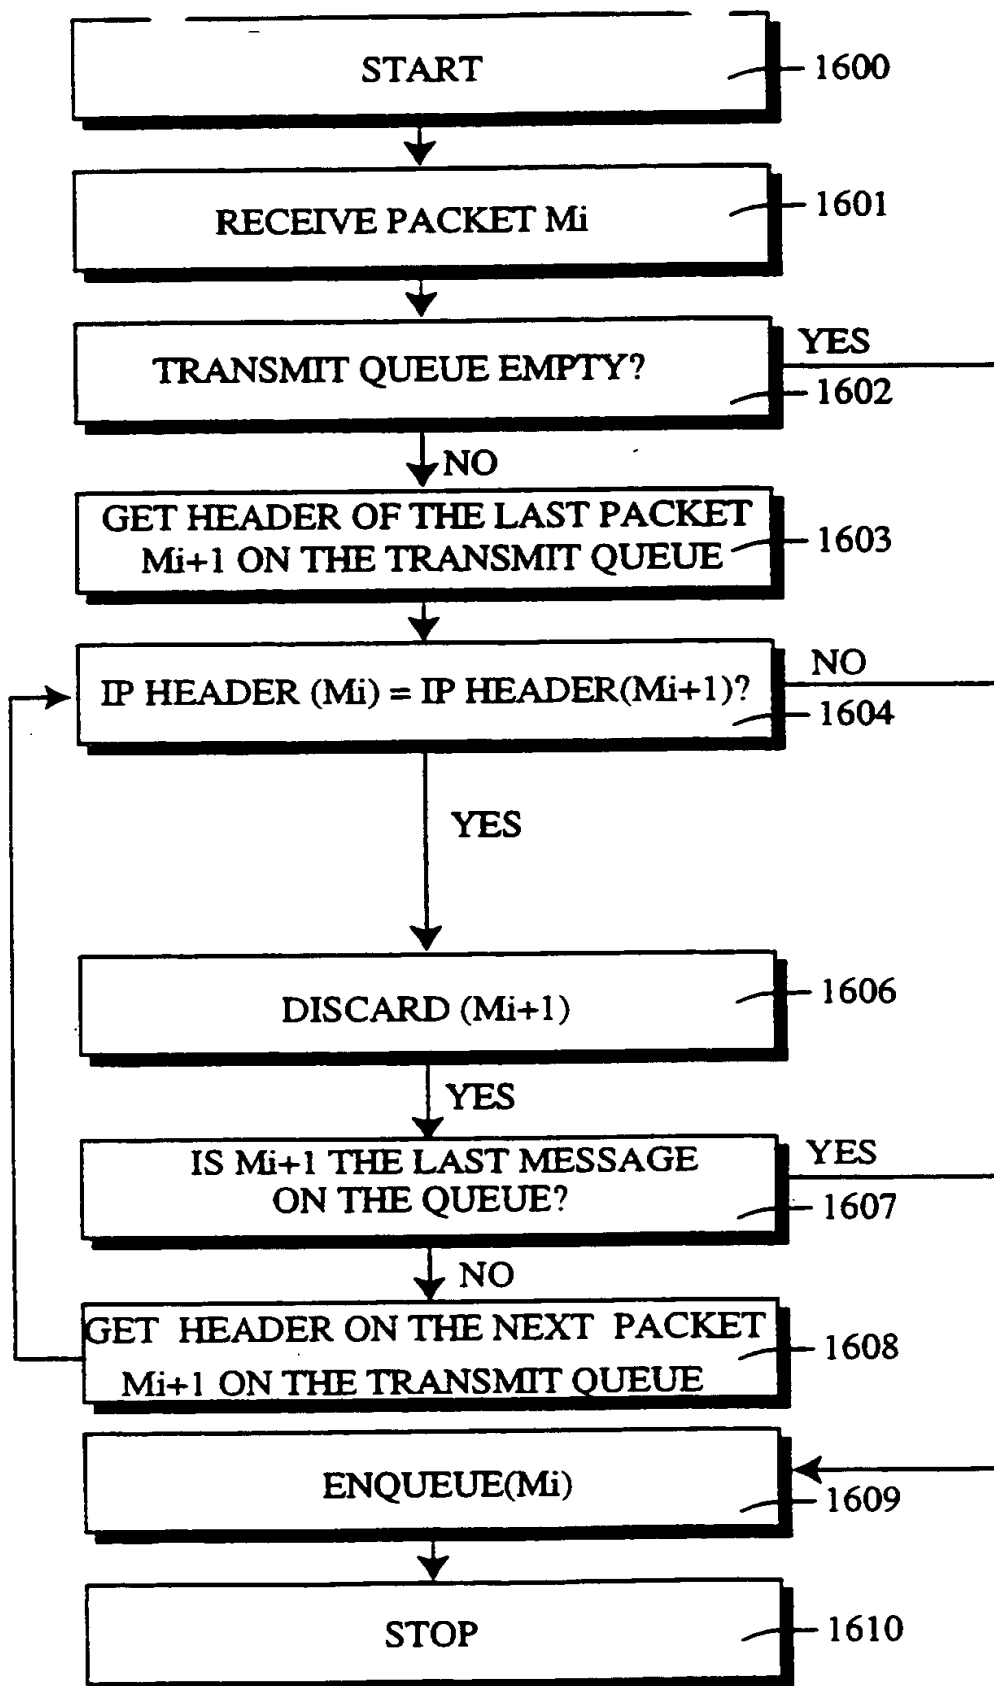 START
1600
RECEIVE PACKET Mi
1601
TRANSMIT QUEUE EMPTY?
YES
1602
NO
GET HEADER OF THE LAST PACKET
Mi+1 ON THE TRANSMIT QUEUE
1603
IP HEADER (Mi) = IP HEADER(Mi+1)?
NO
1604
YES
DISCARD (Mi+1)
1606
YES
IS Mi+1 THE LAST MESSAGE
ON THE QUEUE?
YES
1607
NO
GET HEADER ON THE NEXT PACKET
Mi+1 ON THE TRANSMIT QUEUE
1608
ENQUEUE(Mi)
1609
STOP
1610